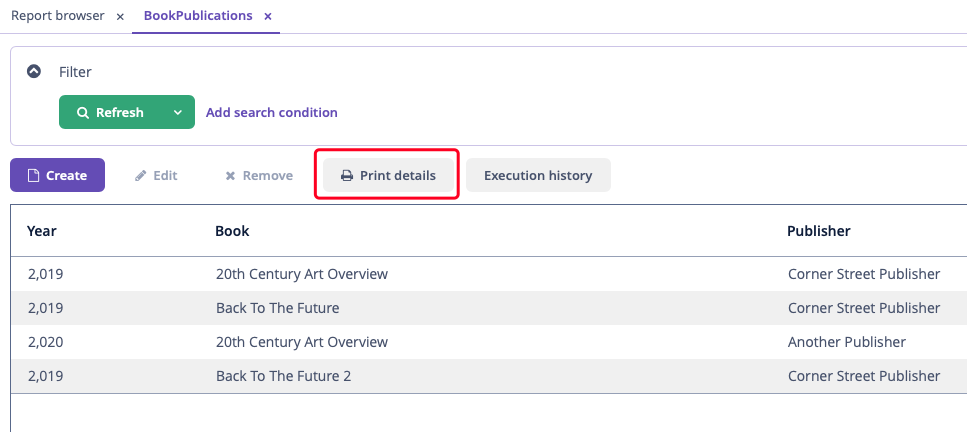 Report browser × BookPublications ×
Filter
Refresh Add search condition
Create Edit Remove Print details Execution history
Year Book Publisher
2,019 20th Century Art Overview Corner Street Publisher
2,019 Back To The Future Corner Street Publisher
2,020 20th Century Art Overview Another Publisher
2,019 Back To The Future 2 Corner Street Publisher